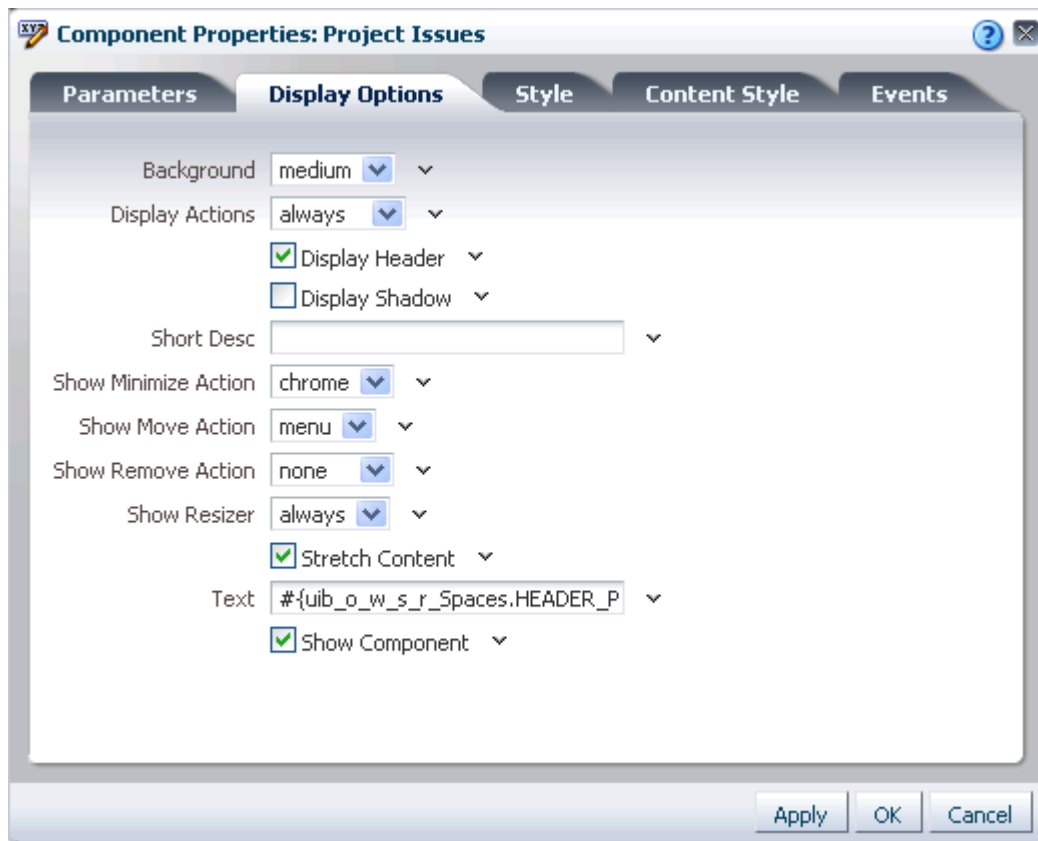 Component Properties: Project Issues
Parameters Display Options Style Content Style Events
Background medium
Display Actions always
Display Header
Display Shadow
Short Desc
Show Minimize Action chrome
Show Move Action menu
Show Remove Action none
Show Resizer always
Stretch Content
Text #{uib_o_w_s_r_Spaces.HEADER_P
Show Component
Apply OK Cancel